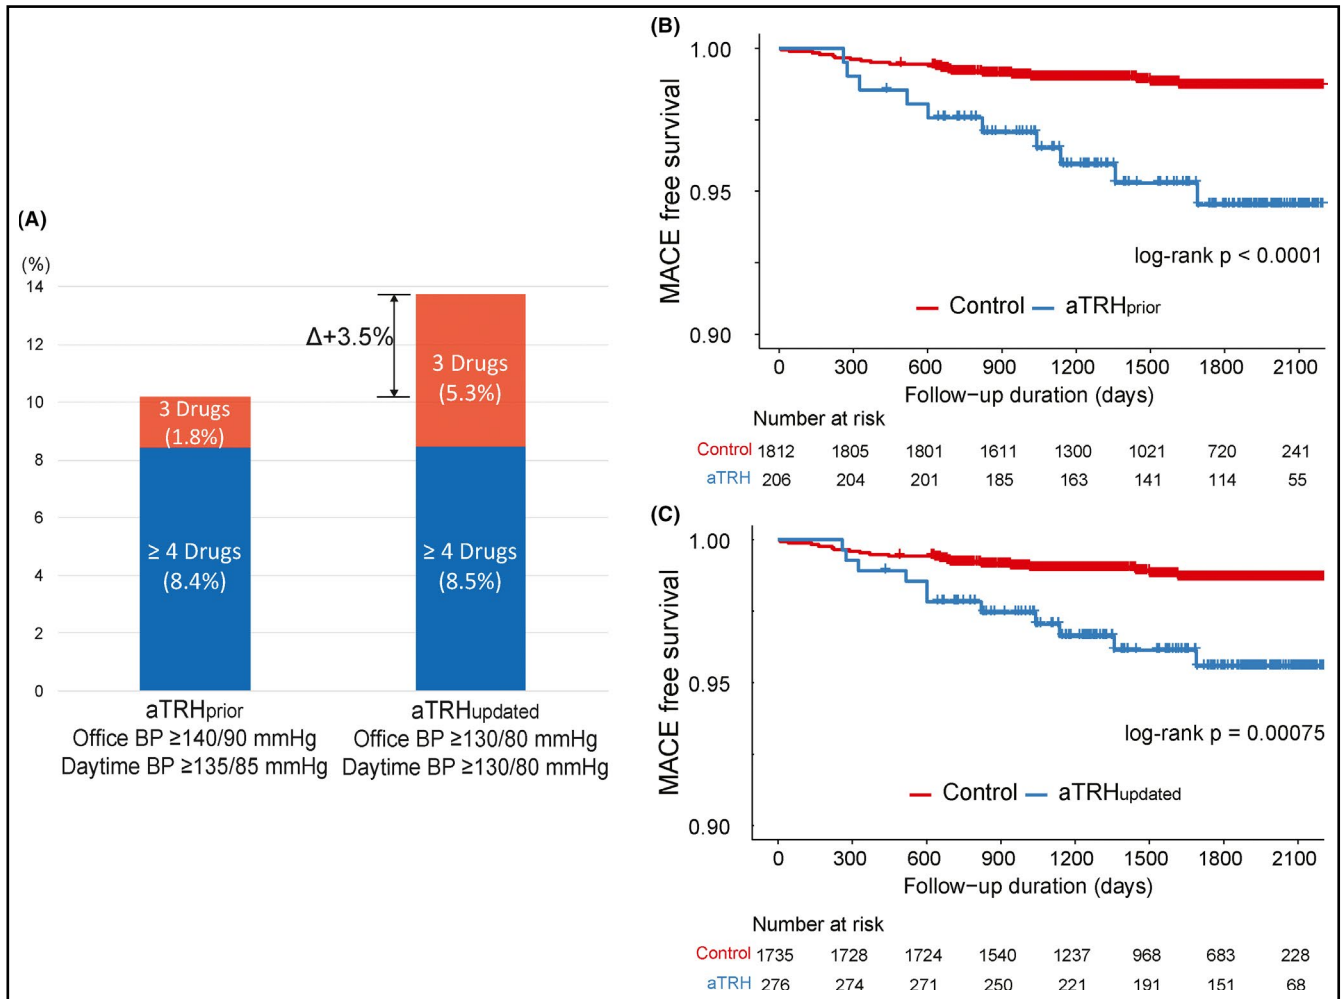 (A)
(%)
14
12
10
8
6
4
2
0
Δ+3.5%
3 Drugs
(1.8%)
≥ 4 Drugs
(8.4%)
3 Drugs
(5.3%)
≥ 4 Drugs
(8.5%)
aTRHprior
Office BP ≥140/90 mmHg
Daytime BP ≥135/85 mmHg
aTRHupdated
Office BP ≥130/80 mmHg
Daytime BP ≥130/80 mmHg
(B)
MACE free survival
1.00
0.95
0.90
log-rank p < 0.0001
Control aTRHprior
0 300 600 900 1200 1500 1800 2100
Follow-up duration (days)
Number at risk
Control 1812 1805 1801 1611 1300 1021 720 241
aTRH 206 204 201 185 163 141 114 55
(C)
MACE free survival
1.00
0.95
0.90
log-rank p = 0.00075
Control aTRHupdated
0 300 600 900 1200 1500 1800 2100
Follow-up duration (days)
Number at risk
Control 1735 1728 1724 1540 1237 968 683 228
aTRH 276 274 271 250 221 191 151 68